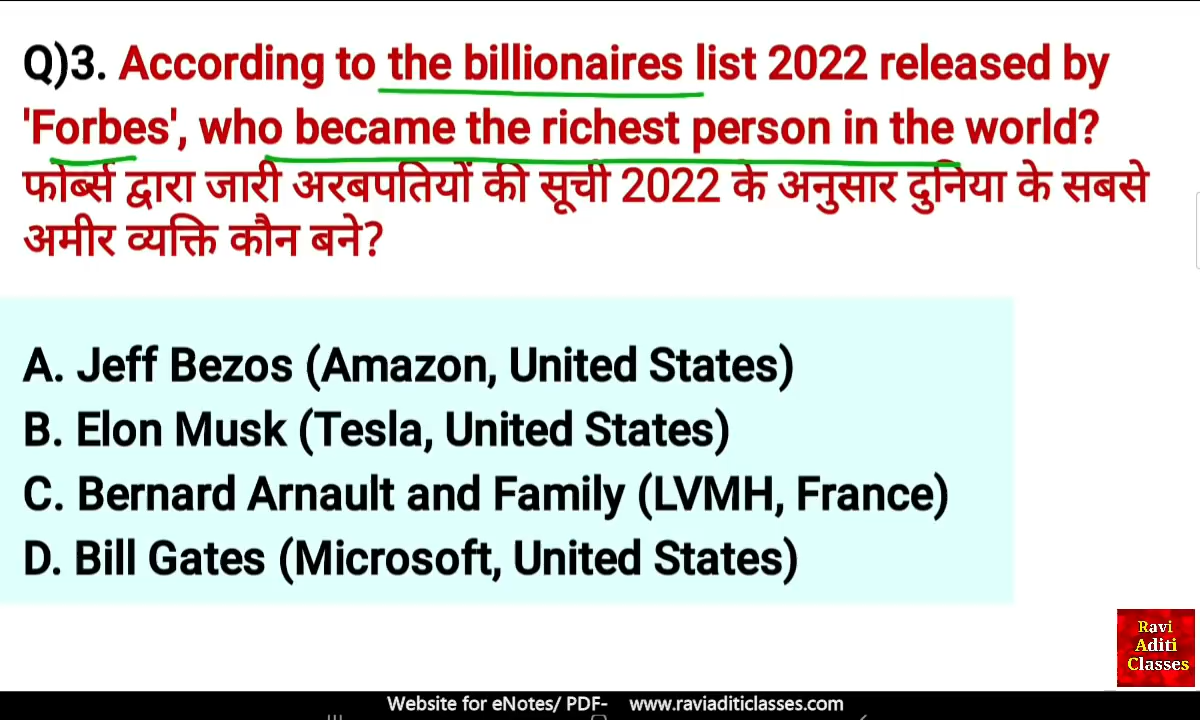 Q)3. According to the billionaires list 2022 released by
'Forbes', who became the richest person in the world?
फोर्ब्स द्वारा जारी अरबपतियों की सूची 2022 के अनुसार दुनिया के सबसे
अमीर व्यक्ति कौन बने?
A. Jeff Bezos (Amazon, United States)
B. Elon Musk (Tesla, United States)
C. Bernard Arnault and Family (LVMH, France)
D. Bill Gates (Microsoft, United States)
Ravi
Aditi
Classes
Website for eNotes/ PDF- www.raviaditiclasses.com